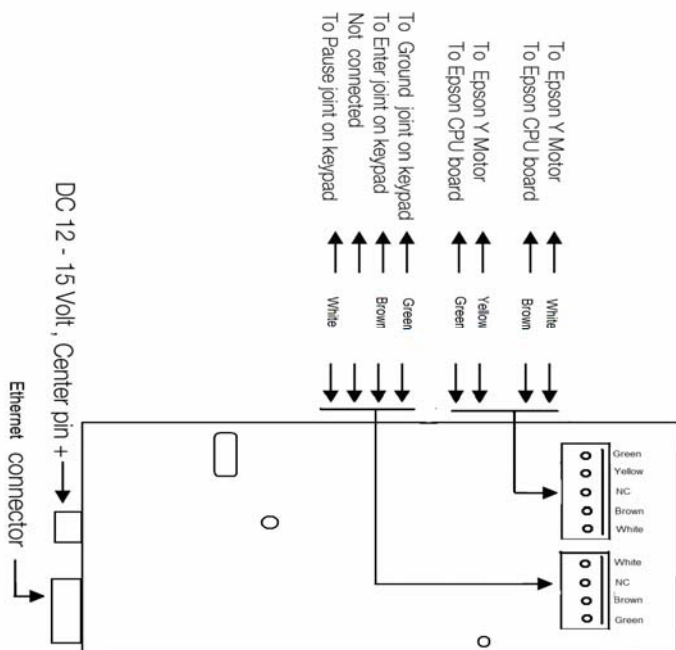 To Epson Y Motor
White
To Epson CPU board
Brown
To Epson Y Motor
Yellow
To Epson CPU board
Green
To Ground joint on keypad
Green
To Enter joint on keypad
Brown
Not connected
To Pause joint on keypad
White
DC 12 - 15 Volt , Center pin +
Ethernet connector
Green
Yellow
NC
Brown
White
White
NC
Brown
Green